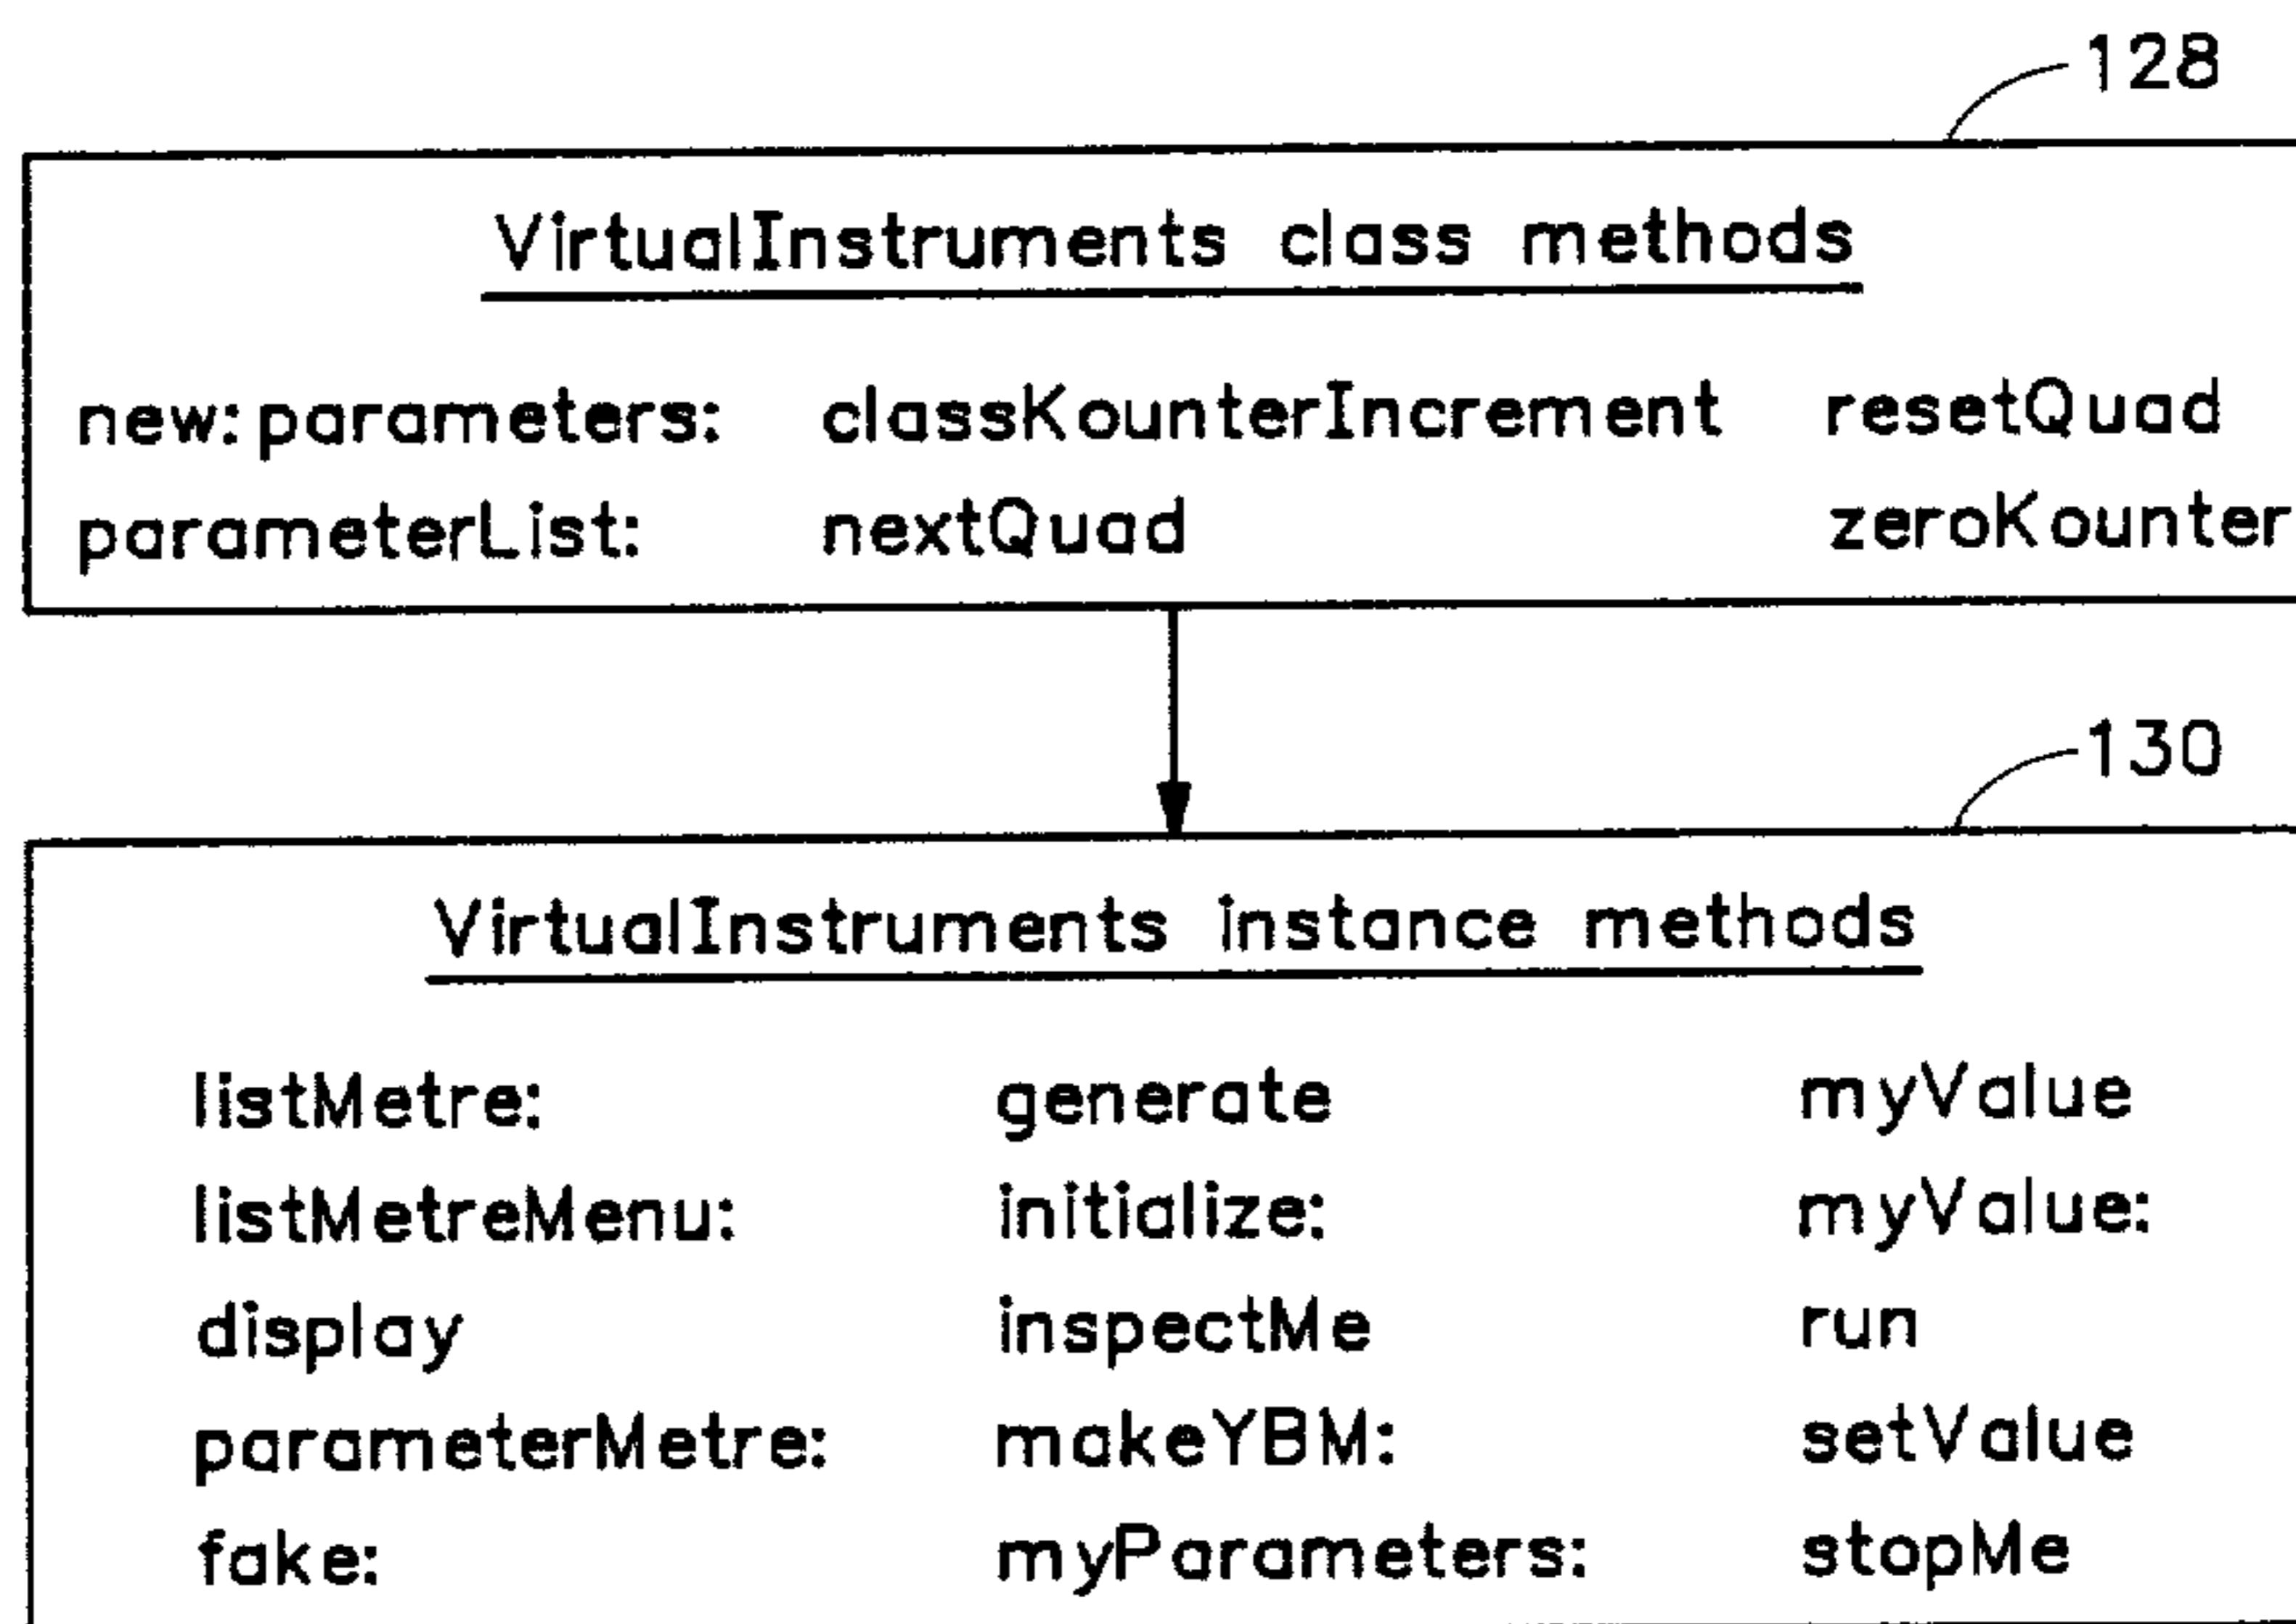 128
VirtualInstruments class methods
new:parameters: classKounterIncrement resetQuad
parameterList: nextQuad zeroKounter
130
VirtualInstruments instance methods
listMetre: generate myValue
listMetreMenu: initialize: myValue:
display inspectMe run
parameterMetre: makeYBM: setValue
fake: myParameters: stopMe